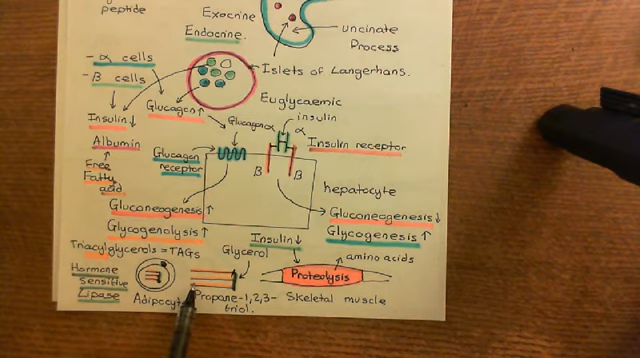 peptide
Exocrine
Endocrine.
uncinate
Process
- α cells
- β cells
Islets of Langerhans.
Euglycaemic
Insulin ↓
Glucagon ↑
Glucagon
insulin
α
α
Insulin receptor
Albumin
Free
Fatty
acid
Glucagon
receptor
β
β
hepatocyte
Gluconeogenesis ↑
Glycogenolysis ↑
Gluconeogenesis ↓
Glycogenesis ↑
Triacylglycerols = TAGs
Glycerol
Insulin ↓
amino acids
Hormone
Sensitive
Lipase
Proteolysis
Propane-1,2,3-
triol.
Skeletal muscle